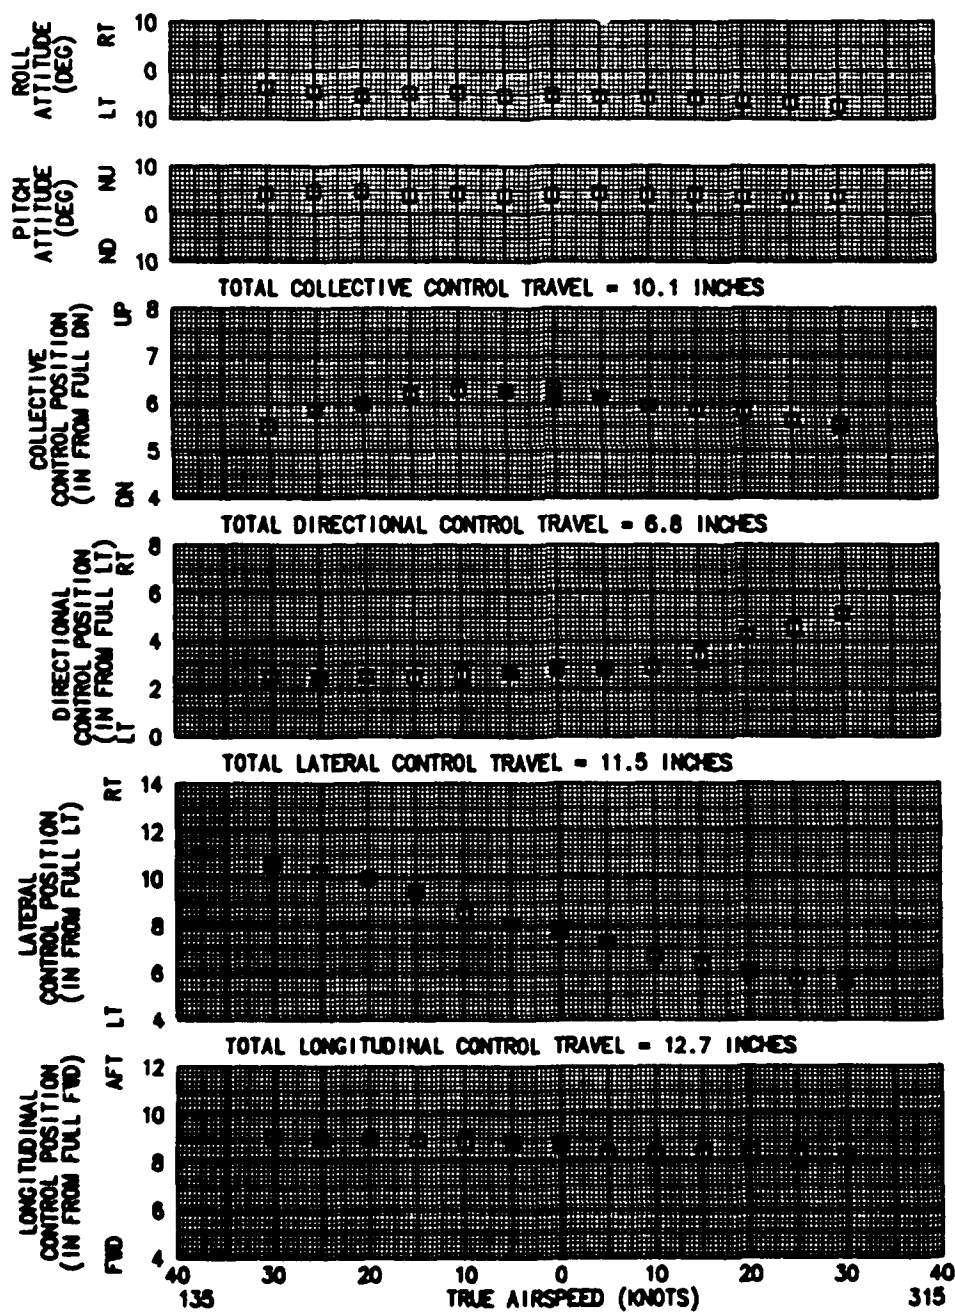 ROLL
ATTITUDE
(DEG)
LT RT
10
0
10
PITCH
ATTITUDE
(DEG)
ND NU
10
0
10
TOTAL COLLECTIVE CONTROL TRAVEL = 10.1 INCHES
COLLECTIVE
CONTROL POSITION
(IN FROM FULL DN)
DN UP
8
7
6
5
4
TOTAL DIRECTIONAL CONTROL TRAVEL = 6.8 INCHES
DIRECTIONAL
CONTROL POSITION
(IN FROM FULL LT)
LT RT
8
6
4
2
0
TOTAL LATERAL CONTROL TRAVEL = 11.5 INCHES
LATERAL
CONTROL POSITION
(IN FROM FULL LT)
LT RT
14
12
10
8
6
4
TOTAL LONGITUDINAL CONTROL TRAVEL = 12.7 INCHES
LONGITUDINAL
CONTROL POSITION
(IN FROM FULL FWD)
FWD AFT
12
10
8
6
4
40 30 20 10 0 10 20 30 40
135 TRUE AIRSPEED (KNOTS) 315